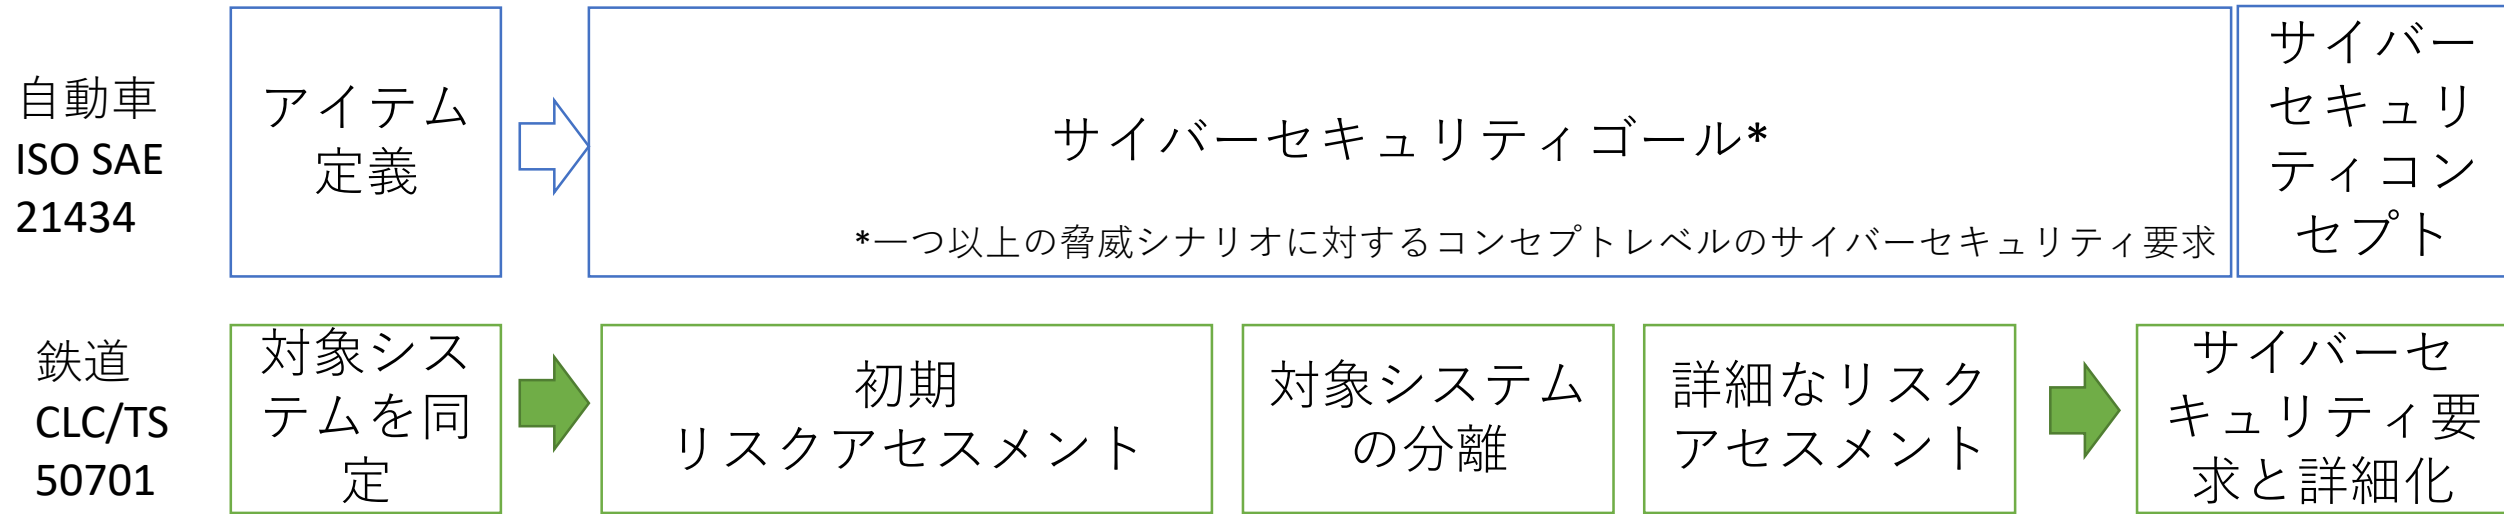 自動車
ISO SAE
21434
アイテム
定義
サイバーセキュリティゴール*
*一つ以上の脅威シナリオに対するコンセプトレベルのサイバーセキュリティ要求
サイバー
セキュリ
ティコン
セプト
鉄道
CLC/TS
50701
対象シス
テムを同
定
初期
リスクアセスメント
対象システム
の分離
詳細なリスク
アセスメント
サイバーセ
キュリティ要
求と詳細化